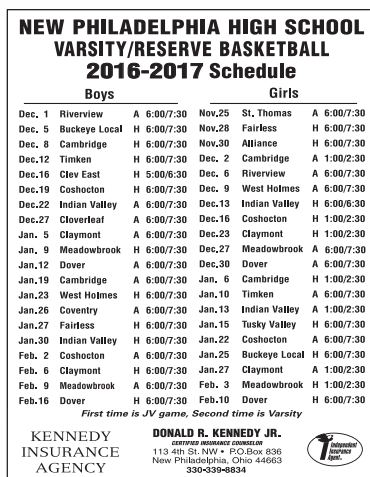 NEW PHILADELPHIA HIGH SCHOOL
VARSITY/RESERVE BASKETBALL
2016-2017 Schedule
Boys
Dec. 1 Riverview A 6:00/7:30
Dec. 5 Buckeye Local H 6:00/7:30
Dec. 8 Cambridge H 6:00/7:30
Dec.12 Timken H 6:00/7:30
Dec.16 Clev East H 5:00/6:30
Dec.19 Coshocton H 6:00/7:30
Dec.22 Indian Valley A 6:00/7:30
Dec.27 Cloverleaf A 6:00/7:30
Jan. 5 Claymont A 6:00/7:30
Jan. 9 Meadowbrook H 6:00/7:30
Jan.12 Dover A 6:00/7:30
Jan.19 Cambridge A 6:00/7:30
Jan.23 West Holmes H 6:00/7:30
Jan.26 Coventry A 6:00/7:30
Jan.27 Fairless H 6:00/7:30
Jan.30 Indian Valley H 6:00/7:30
Feb. 2 Coshocton A 6:00/7:30
Feb. 6 Claymont H 6:00/7:30
Feb. 9 Meadowbrook A 6:00/7:30
Feb.16 Dover H 6:00/7:30
Girls
Nov.25 St. Thomas A 6:00/7:30
Nov.28 Fairless H 6:00/7:30
Nov.30 Alliance H 6:00/7:30
Dec. 2 Cambridge A 1:00/2:30
Dec. 6 Riverview A 6:00/7:30
Dec. 9 West Holmes A 6:00/7:30
Dec.13 Indian Valley H 6:00/6:30
Dec.16 Coshocton H 1:00/2:30
Dec.23 Claymont H 1:00/2:30
Dec.27 Meadowbrook A 6:00/7:30
Dec.30 Dover A 6:00/7:30
Jan. 6 Cambridge H 1:00/2:30
Jan.10 Timken A 6:00/7:30
Jan.13 Indian Valley A 1:00/2:30
Jan.15 Tusky Valley H 6:00/7:30
Jan.22 Coshocton A 6:00/7:30
Jan.25 Buckeye Local H 6:00/7:30
Jan.27 Claymont A 1:00/2:30
Feb. 3 Meadowbrook H 1:00/2:30
Feb.10 Dover H 6:00/7:30
First time is JV game, Second time is Varsity
KENNEDY
INSURANCE
AGENCY
DONALD R. KENNEDY JR.
CERTIFIED INSURANCE COUNSELOR
113 4th St. NW • P.O.Box 836
New Philadelphia, Ohio 44663
330-339-8834
Independent
Insurance
Agent.